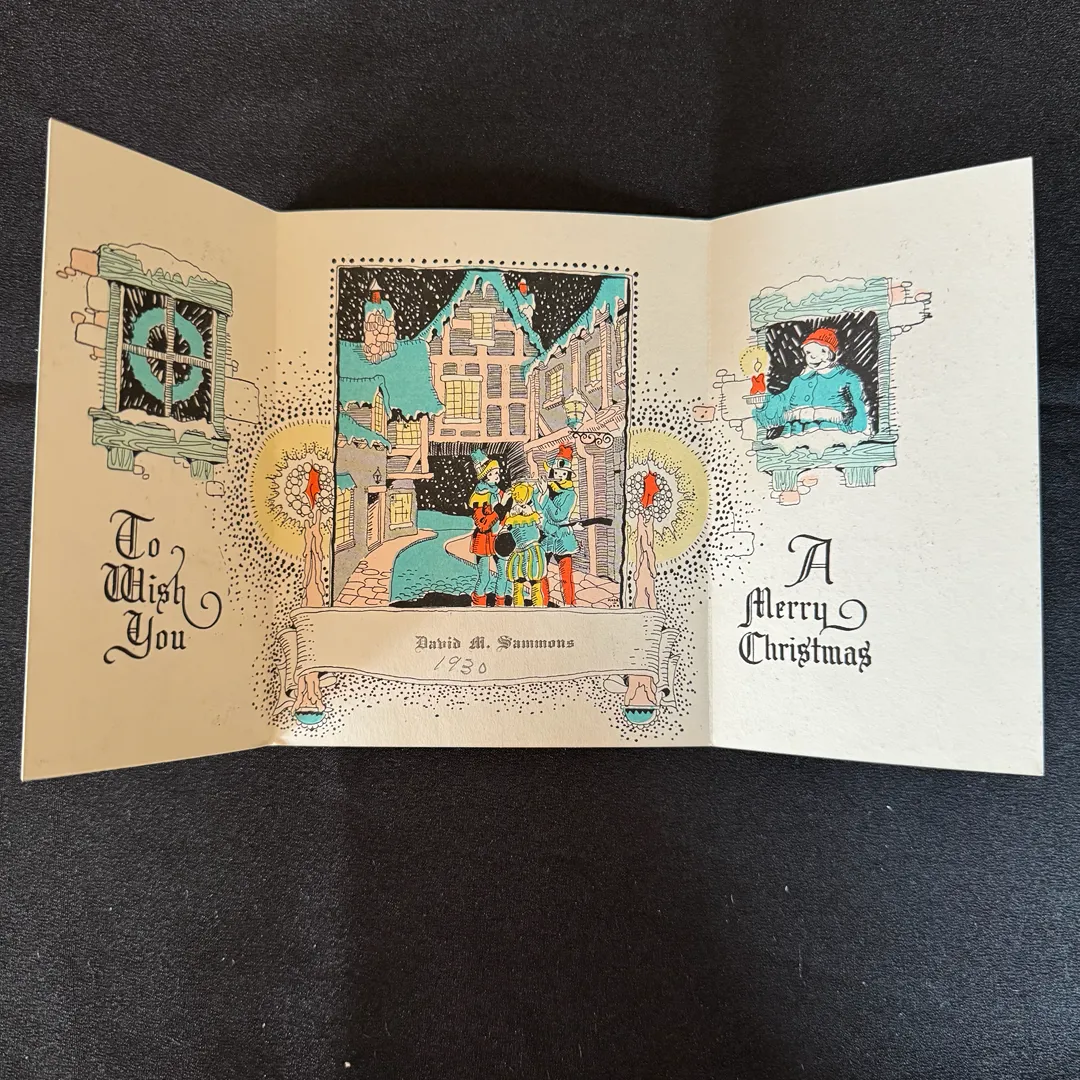 To
Wish
You
David M. Sammons
1930
A
Merry
Christmas